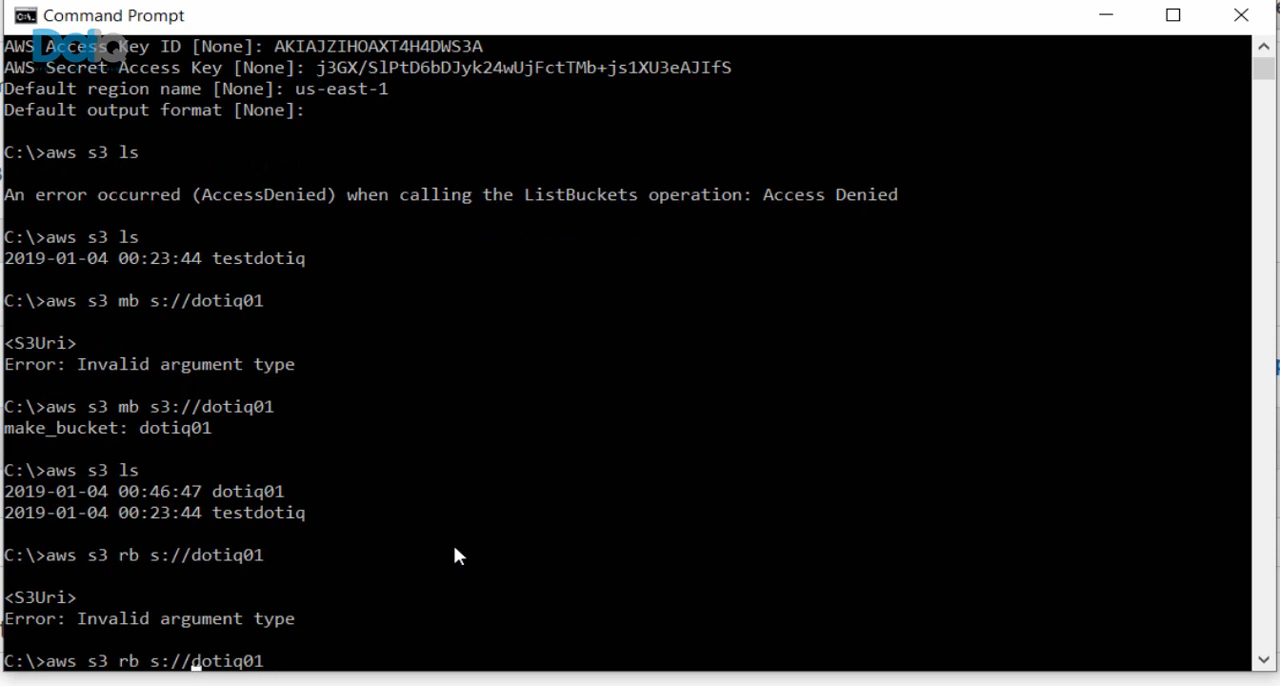 Command Prompt
DotiQ
AWS Access Key ID [None]: AKIAJZIHOAXT4H4DWS3A
AWS Secret Access Key [None]: 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
Default region name [None]: us-east-1
Default output format [None]:
C:\>aws s3 ls
An error occurred (AccessDenied) when calling the ListBuckets operation: Access Denied
C:\>aws s3 ls
2019-01-04 00:23:44 testdotiq
C:\>aws s3 mb s://dotiq01
<S3Uri>
Error: Invalid argument type
C:\>aws s3 mb s3://dotiq01
make_bucket: dotiq01
C:\>aws s3 ls
2019-01-04 00:46:47 dotiq01
2019-01-04 00:23:44 testdotiq
C:\>aws s3 rb s://dotiq01
<S3Uri>
Error: Invalid argument type
C:\>aws s3 rb s://dotiq01